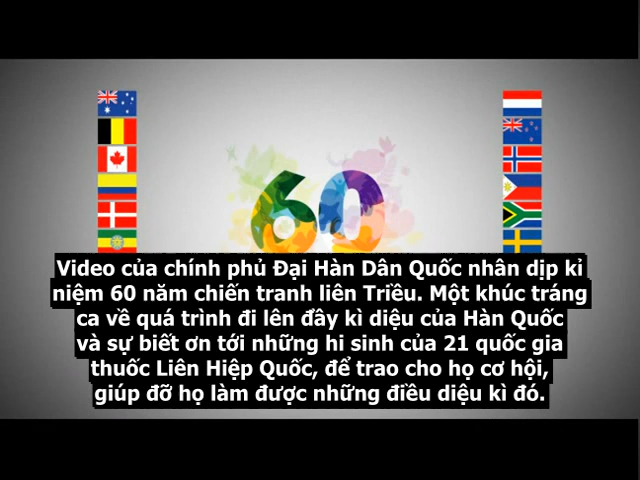 60
Video của chính phủ Đại Hàn Dân Quốc nhân dịp kỉ
niệm 60 năm chiến tranh liên Triều. Một khúc tráng
ca về quá trình đi lên đầy kì diệu của Hàn Quốc
và sự biết ơn tới những hi sinh của 21 quốc gia
thuộc Liên Hiệp Quốc, để trao cho họ cơ hội,
giúp đỡ họ làm được những điều diệu kì đó.